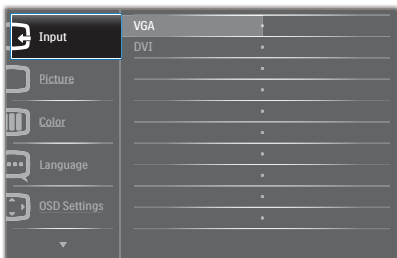 Input
VGA
DVI
Picture
Color
Language
OSD Settings